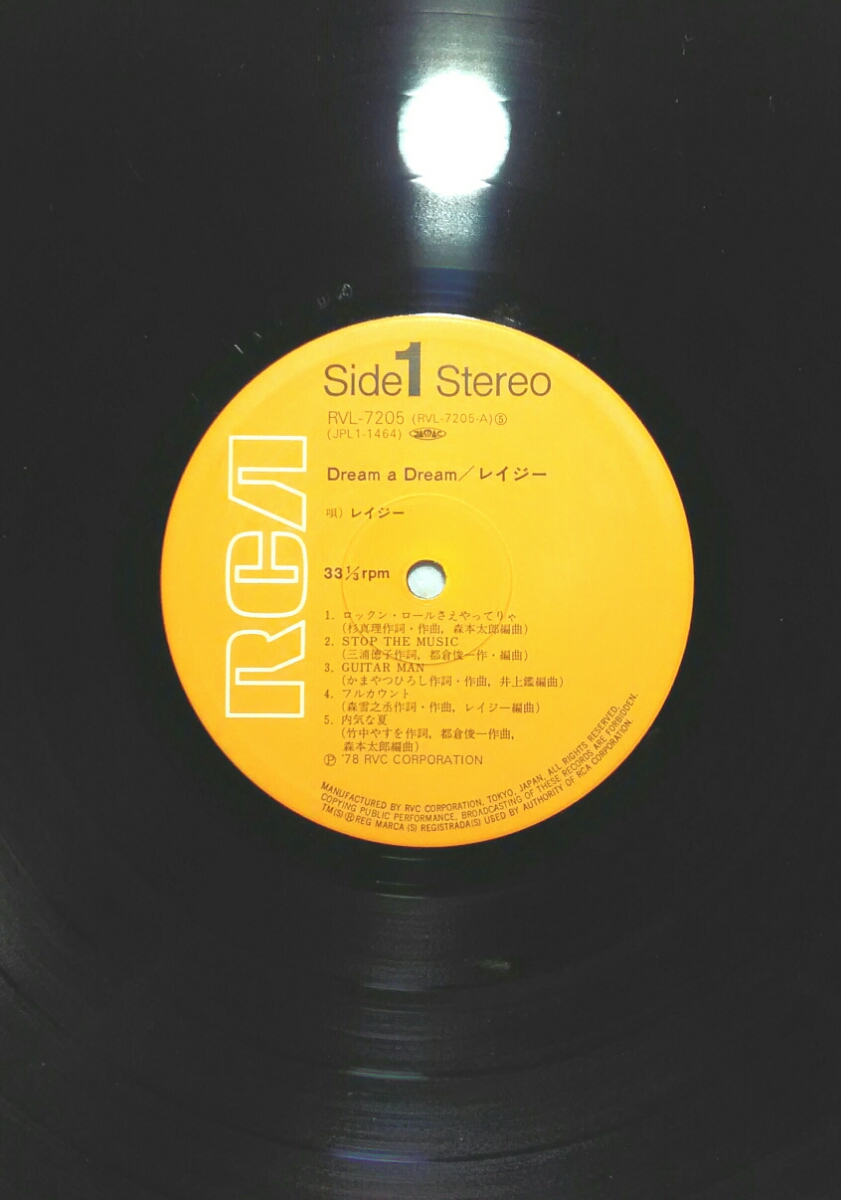 RCA
Side 1 Stereo
RVL-7205 (RVL-7205-A)⑤
(JPL1-1464) JASRAC
Dream a Dream／レイジー
唄）レイジー
33 1/3 rpm
1. ロックン・ロールさえやってりゃ
(杉真理作詞・作曲, 森本太郎編曲)
2. STOP THE MUSIC
(三浦徳子作詞, 都倉俊一作・編曲)
3. GUITAR MAN
(かまやつひろし作詞・作曲, 井上鑑編曲)
4. フルカウント
(森雪之丞作詞・作曲, レイジー編曲)
5. 内気な夏
(竹中やすを作詞, 都倉俊一作曲,
森本太郎編曲)
Ⓟ '78 RVC CORPORATION
MANUFACTURED BY RVC CORPORATION, TOKYO, JAPAN, ALL RIGHTS RESERVED.
COPYING PUBLIC PERFORMANCE, BROADCASTING OF THESE RECORDS ARE FORBIDDEN.
TM(S) ® REG MARCA (S) REGISTRADA(S) USED BY AUTHORITY OF RCA CORPORATION.